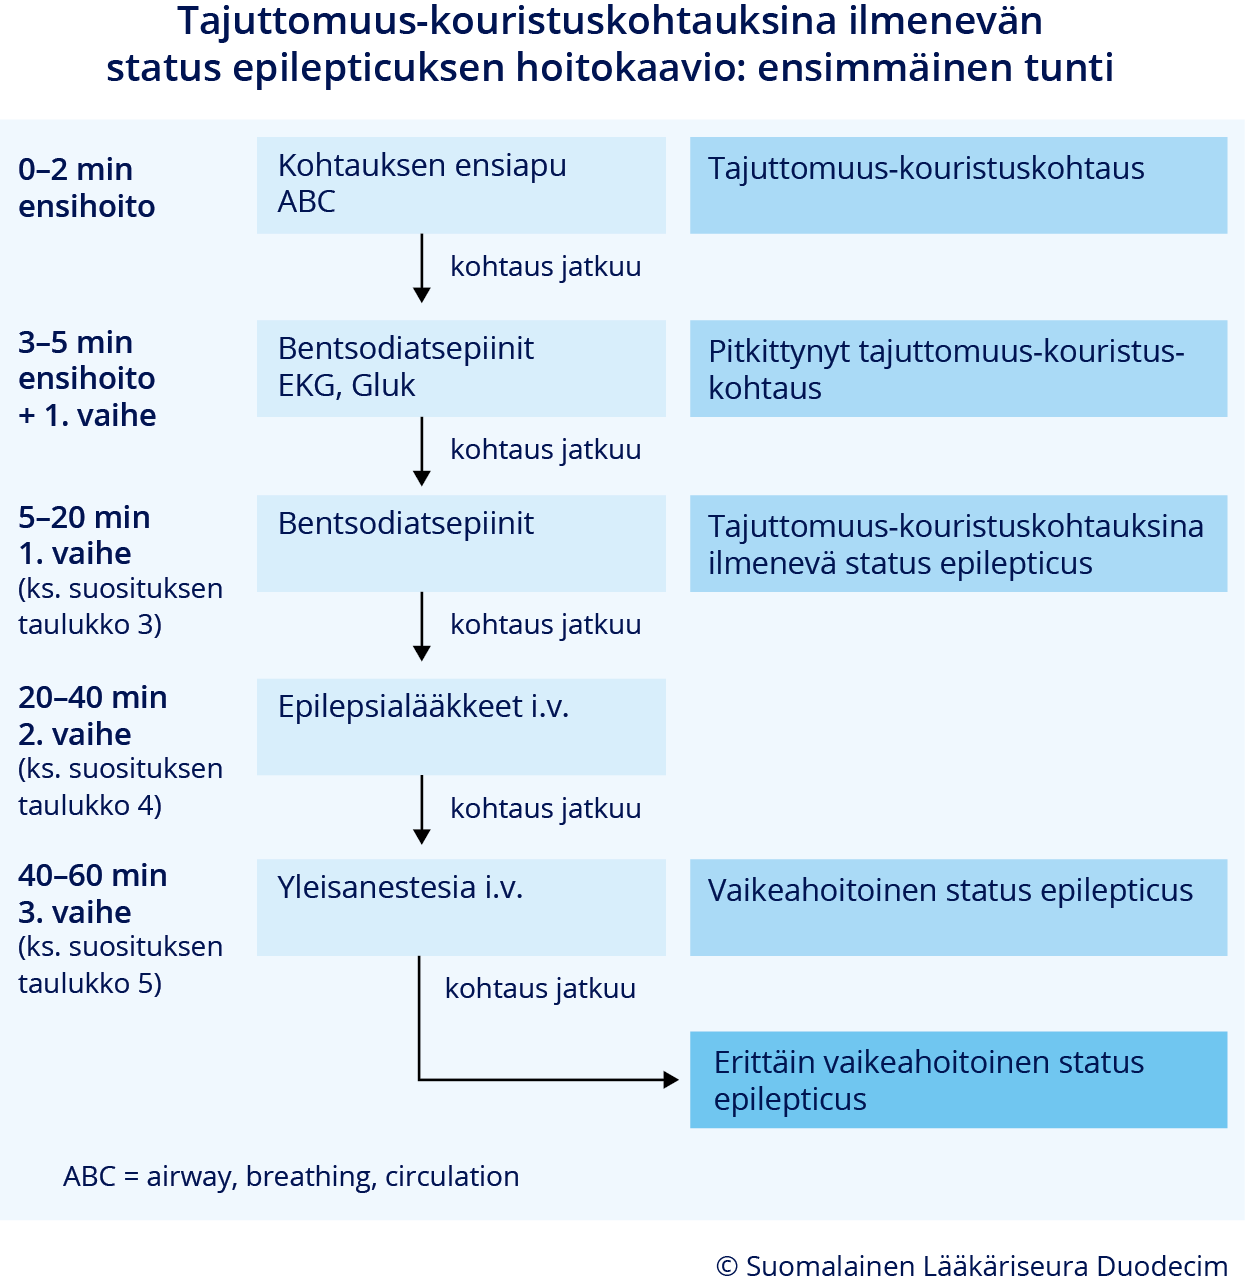 Tajuttomuus-kouristuskohtauksina ilmenevän
status epilepticuksen hoitokaavio: ensimmäinen tunti
0–2 min
ensihoito
Kohtauksen ensiapu
ABC
Tajuttomuus-kouristuskohtaus
kohtaus jatkuu
3–5 min
ensihoito
+ 1. vaihe
Bentsodiatsepiinit
EKG, Gluk
Pitkittynyt tajuttomuus-kouristus-
kohtaus
kohtaus jatkuu
5–20 min
1. vaihe
(ks. suosituksen
taulukko 3)
Bentsodiatsepiinit
Tajuttomuus-kouristuskohtauksina
ilmenevä status epilepticus
kohtaus jatkuu
20–40 min
2. vaihe
(ks. suosituksen
taulukko 4)
Epilepsialääkkeet i.v.
kohtaus jatkuu
40–60 min
3. vaihe
(ks. suosituksen
taulukko 5)
Yleisanestesia i.v.
Vaikeahoitoinen status epilepticus
kohtaus jatkuu
Erittäin vaikeahoitoinen status
epilepticus
ABC = airway, breathing, circulation
© Suomalainen Lääkäriseura Duodecim